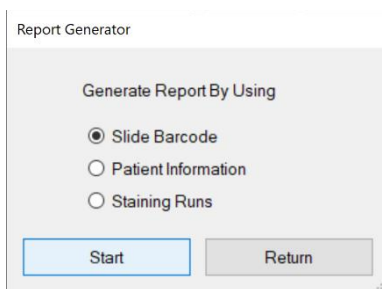 Report Generator
Generate Report By Using
Slide Barcode
Patient Information
Staining Runs
Start Return